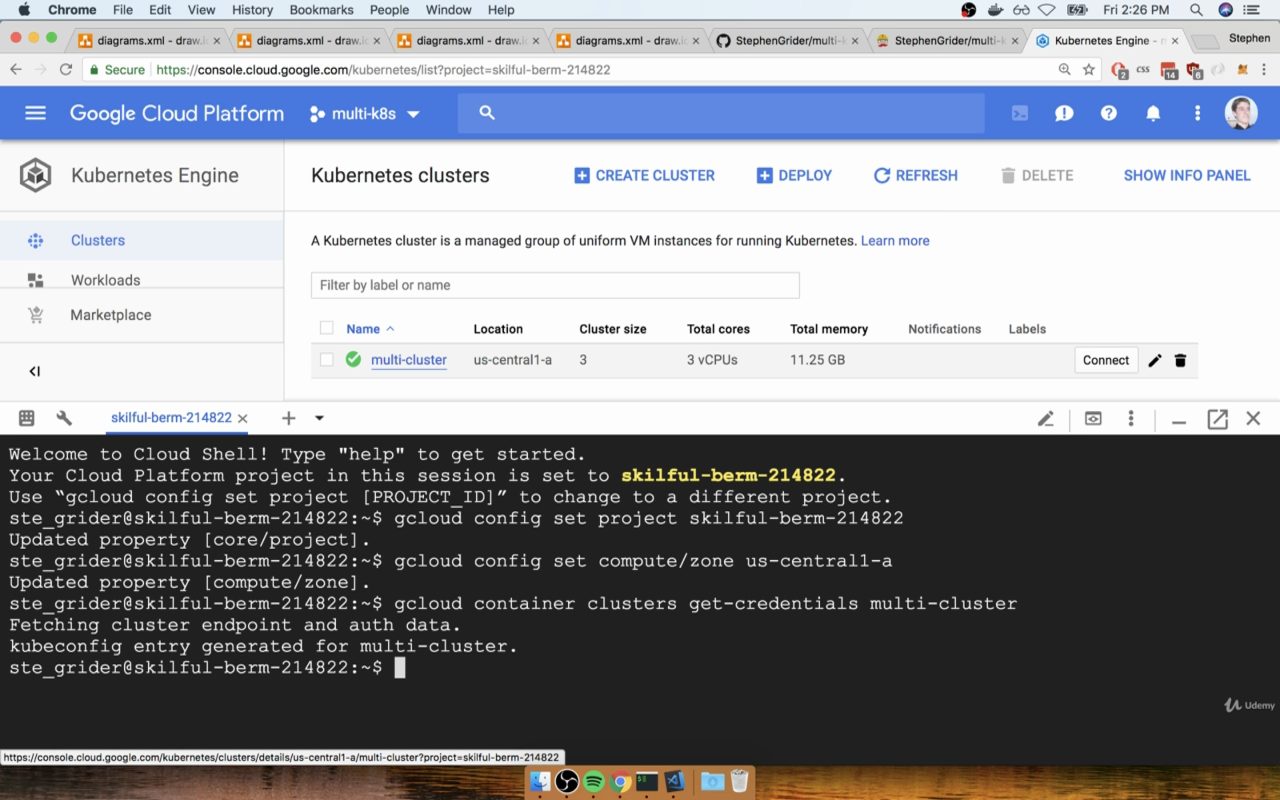 Chrome File Edit View History Bookmarks People Window Help Fri 2:26 PM
diagrams.xml - draw.i diagrams.xml - draw.i diagrams.xml - draw.i diagrams.xml - draw.i StephenGrider/multi-k StephenGrider/multi-k Kubernetes Engine - Stephen
Secure https://console.cloud.google.com/kubernetes/list?project=skilful-berm-214822 2 CSS 14 6
Google Cloud Platform multi-k8s
Kubernetes Engine Kubernetes clusters CREATE CLUSTER DEPLOY REFRESH DELETE SHOW INFO PANEL
Clusters A Kubernetes cluster is a managed group of uniform VM instances for running Kubernetes. Learn more
Workloads Filter by label or name
Marketplace
Name Location Cluster size Total cores Total memory Notifications Labels
multi-cluster us-central1-a 3 3 vCPUs 11.25 GB Connect
skilful-berm-214822
Welcome to Cloud Shell! Type "help" to get started.
Your Cloud Platform project in this session is set to skilful-berm-214822.
Use “gcloud config set project [PROJECT_ID]” to change to a different project.
ste_grider@skilful-berm-214822:~$ gcloud config set project skilful-berm-214822
Updated property [core/project].
ste_grider@skilful-berm-214822:~$ gcloud config set compute/zone us-central1-a
Updated property [compute/zone].
ste_grider@skilful-berm-214822:~$ gcloud container clusters get-credentials multi-cluster
Fetching cluster endpoint and auth data.
kubeconfig entry generated for multi-cluster.
ste_grider@skilful-berm-214822:~$
Udemy
https://console.cloud.google.com/kubernetes/clusters/details/us-central1-a/multi-cluster?project=skilful-berm-214822